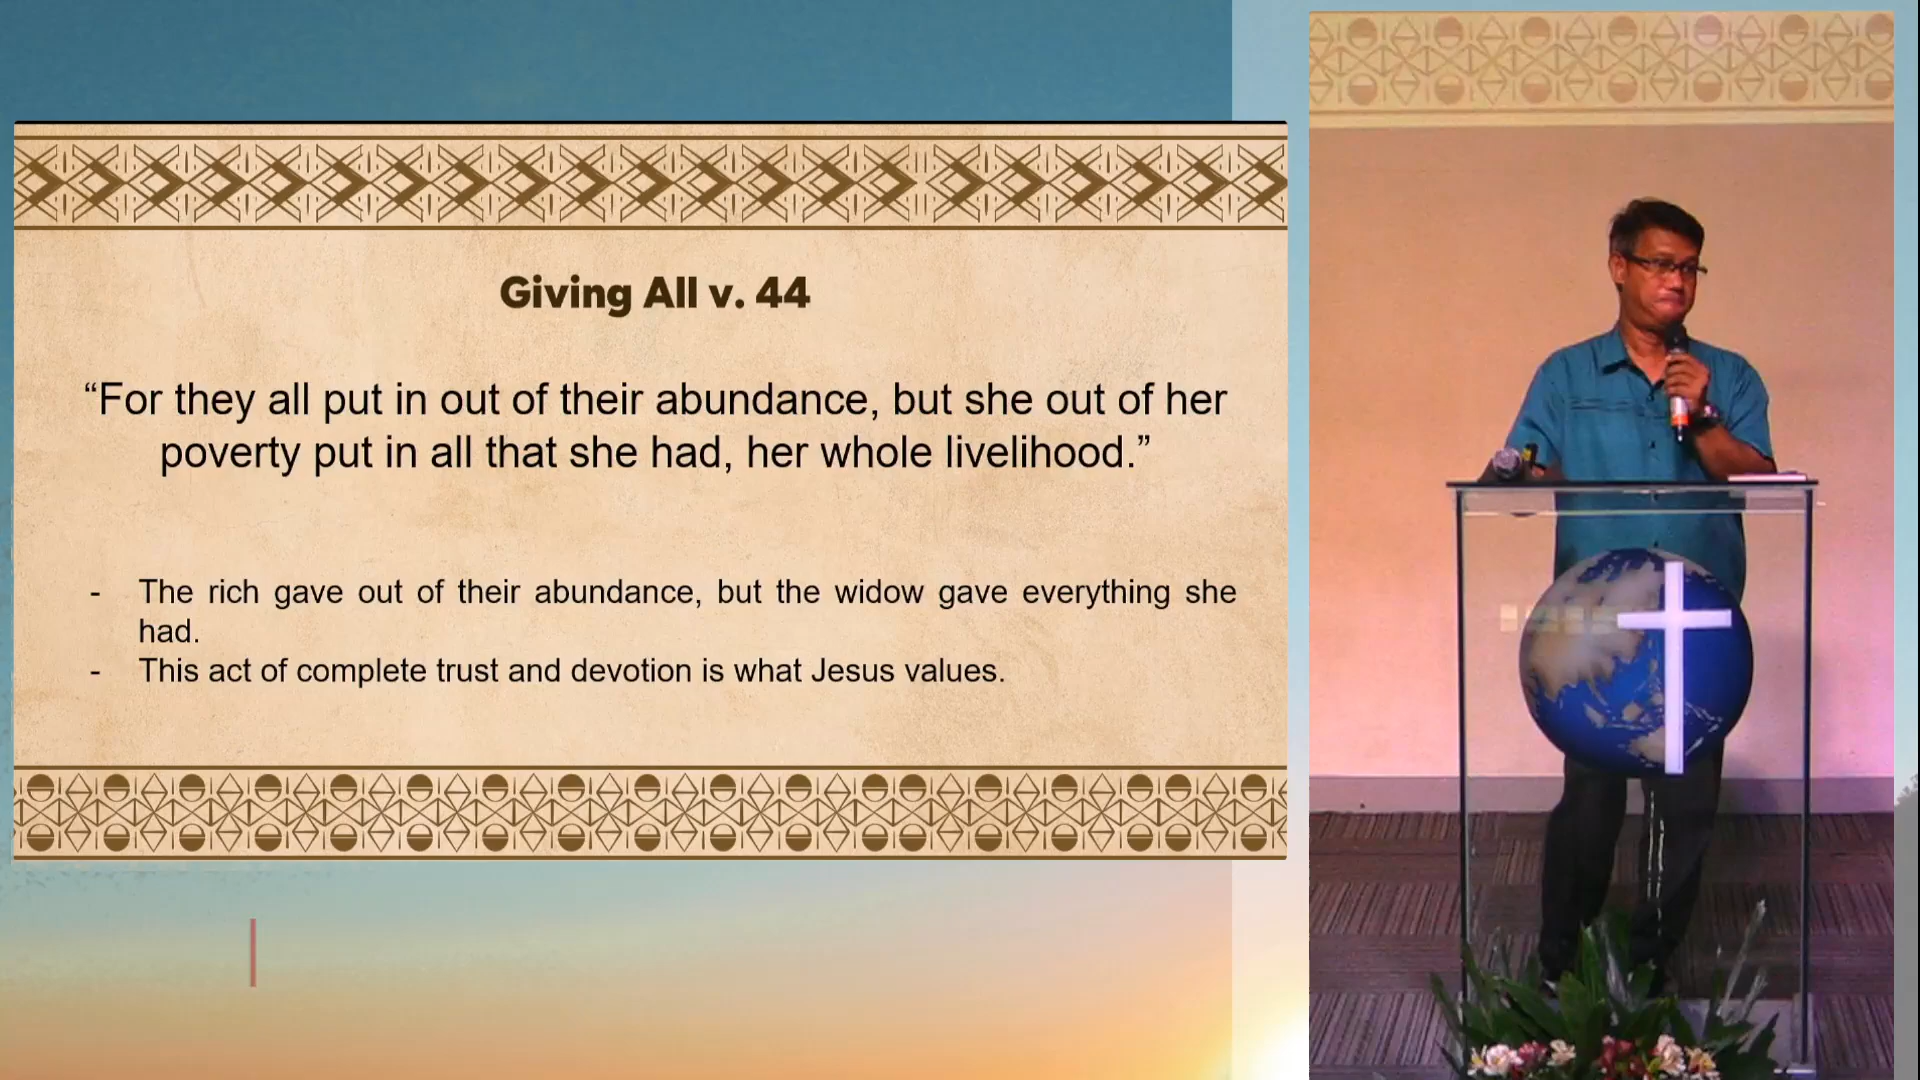 Giving All v. 44
“For they all put in out of their abundance, but she out of her
poverty put in all that she had, her whole livelihood.”
- The rich gave out of their abundance, but the widow gave everything she
had.
- This act of complete trust and devotion is what Jesus values.